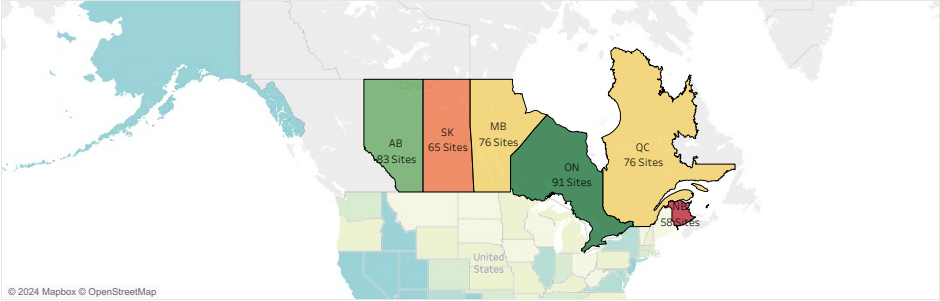 Canada
AB
83 Sites
SK
65 Sites
MB
76 Sites
ON
91 Sites
QC
76 Sites
NB
58 Sites
United
States
© 2024 Mapbox © OpenStreetMap